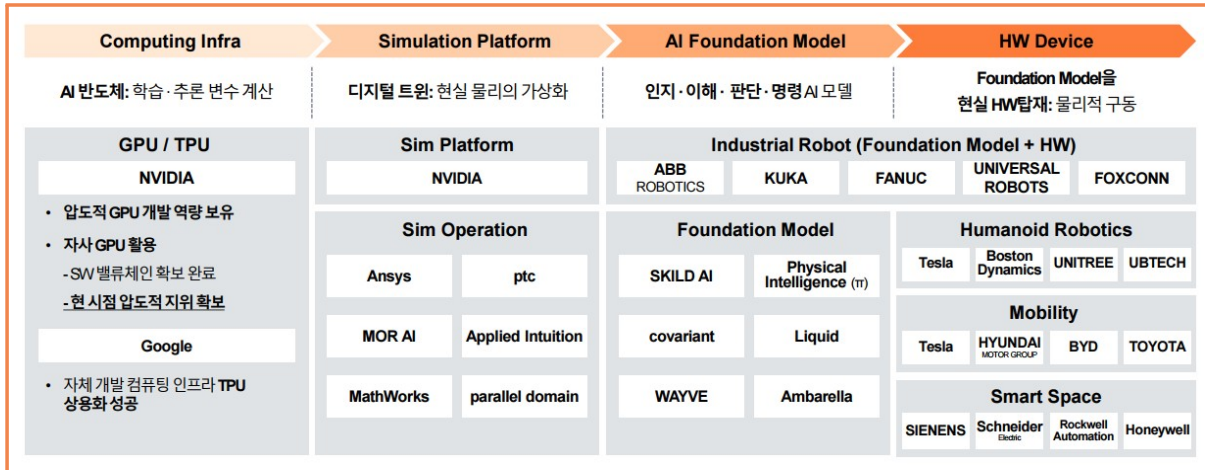 Computing Infra
Simulation Platform
AI Foundation Model
HW Device
AI 반도체: 학습 · 추론 변수 계산
디지털 트윈: 현실 물리의 가상화
인지 · 이해 · 판단 · 명령 AI 모델
Foundation Model을
현실 HW탑재: 물리적 구동
GPU / TPU
NVIDIA
• 압도적 GPU 개발 역량 보유
• 자사 GPU 활용
- SW 밸류체인 확보 완료
- 현 시점 압도적 지위 확보
Google
• 자체 개발 컴퓨팅 인프라 TPU
상용화 성공
Sim Platform
NVIDIA
Sim Operation
Ansys
ptc
MOR AI
Applied Intuition
MathWorks
parallel domain
Industrial Robot (Foundation Model + HW)
ABB
ROBOTICS
KUKA
FANUC
UNIVERSAL
ROBOTS
FOXCONN
Foundation Model
SKILD AI
Physical
Intelligence (π)
covariant
Liquid
WAYVE
Ambarella
Humanoid Robotics
Tesla
Boston
Dynamics
UNITREE
UBTECH
Mobility
Tesla
HYUNDAI
MOTOR GROUP
BYD
TOYOTA
Smart Space
SIENENS
Schneider
Electric
Rockwell
Automation
Honeywell